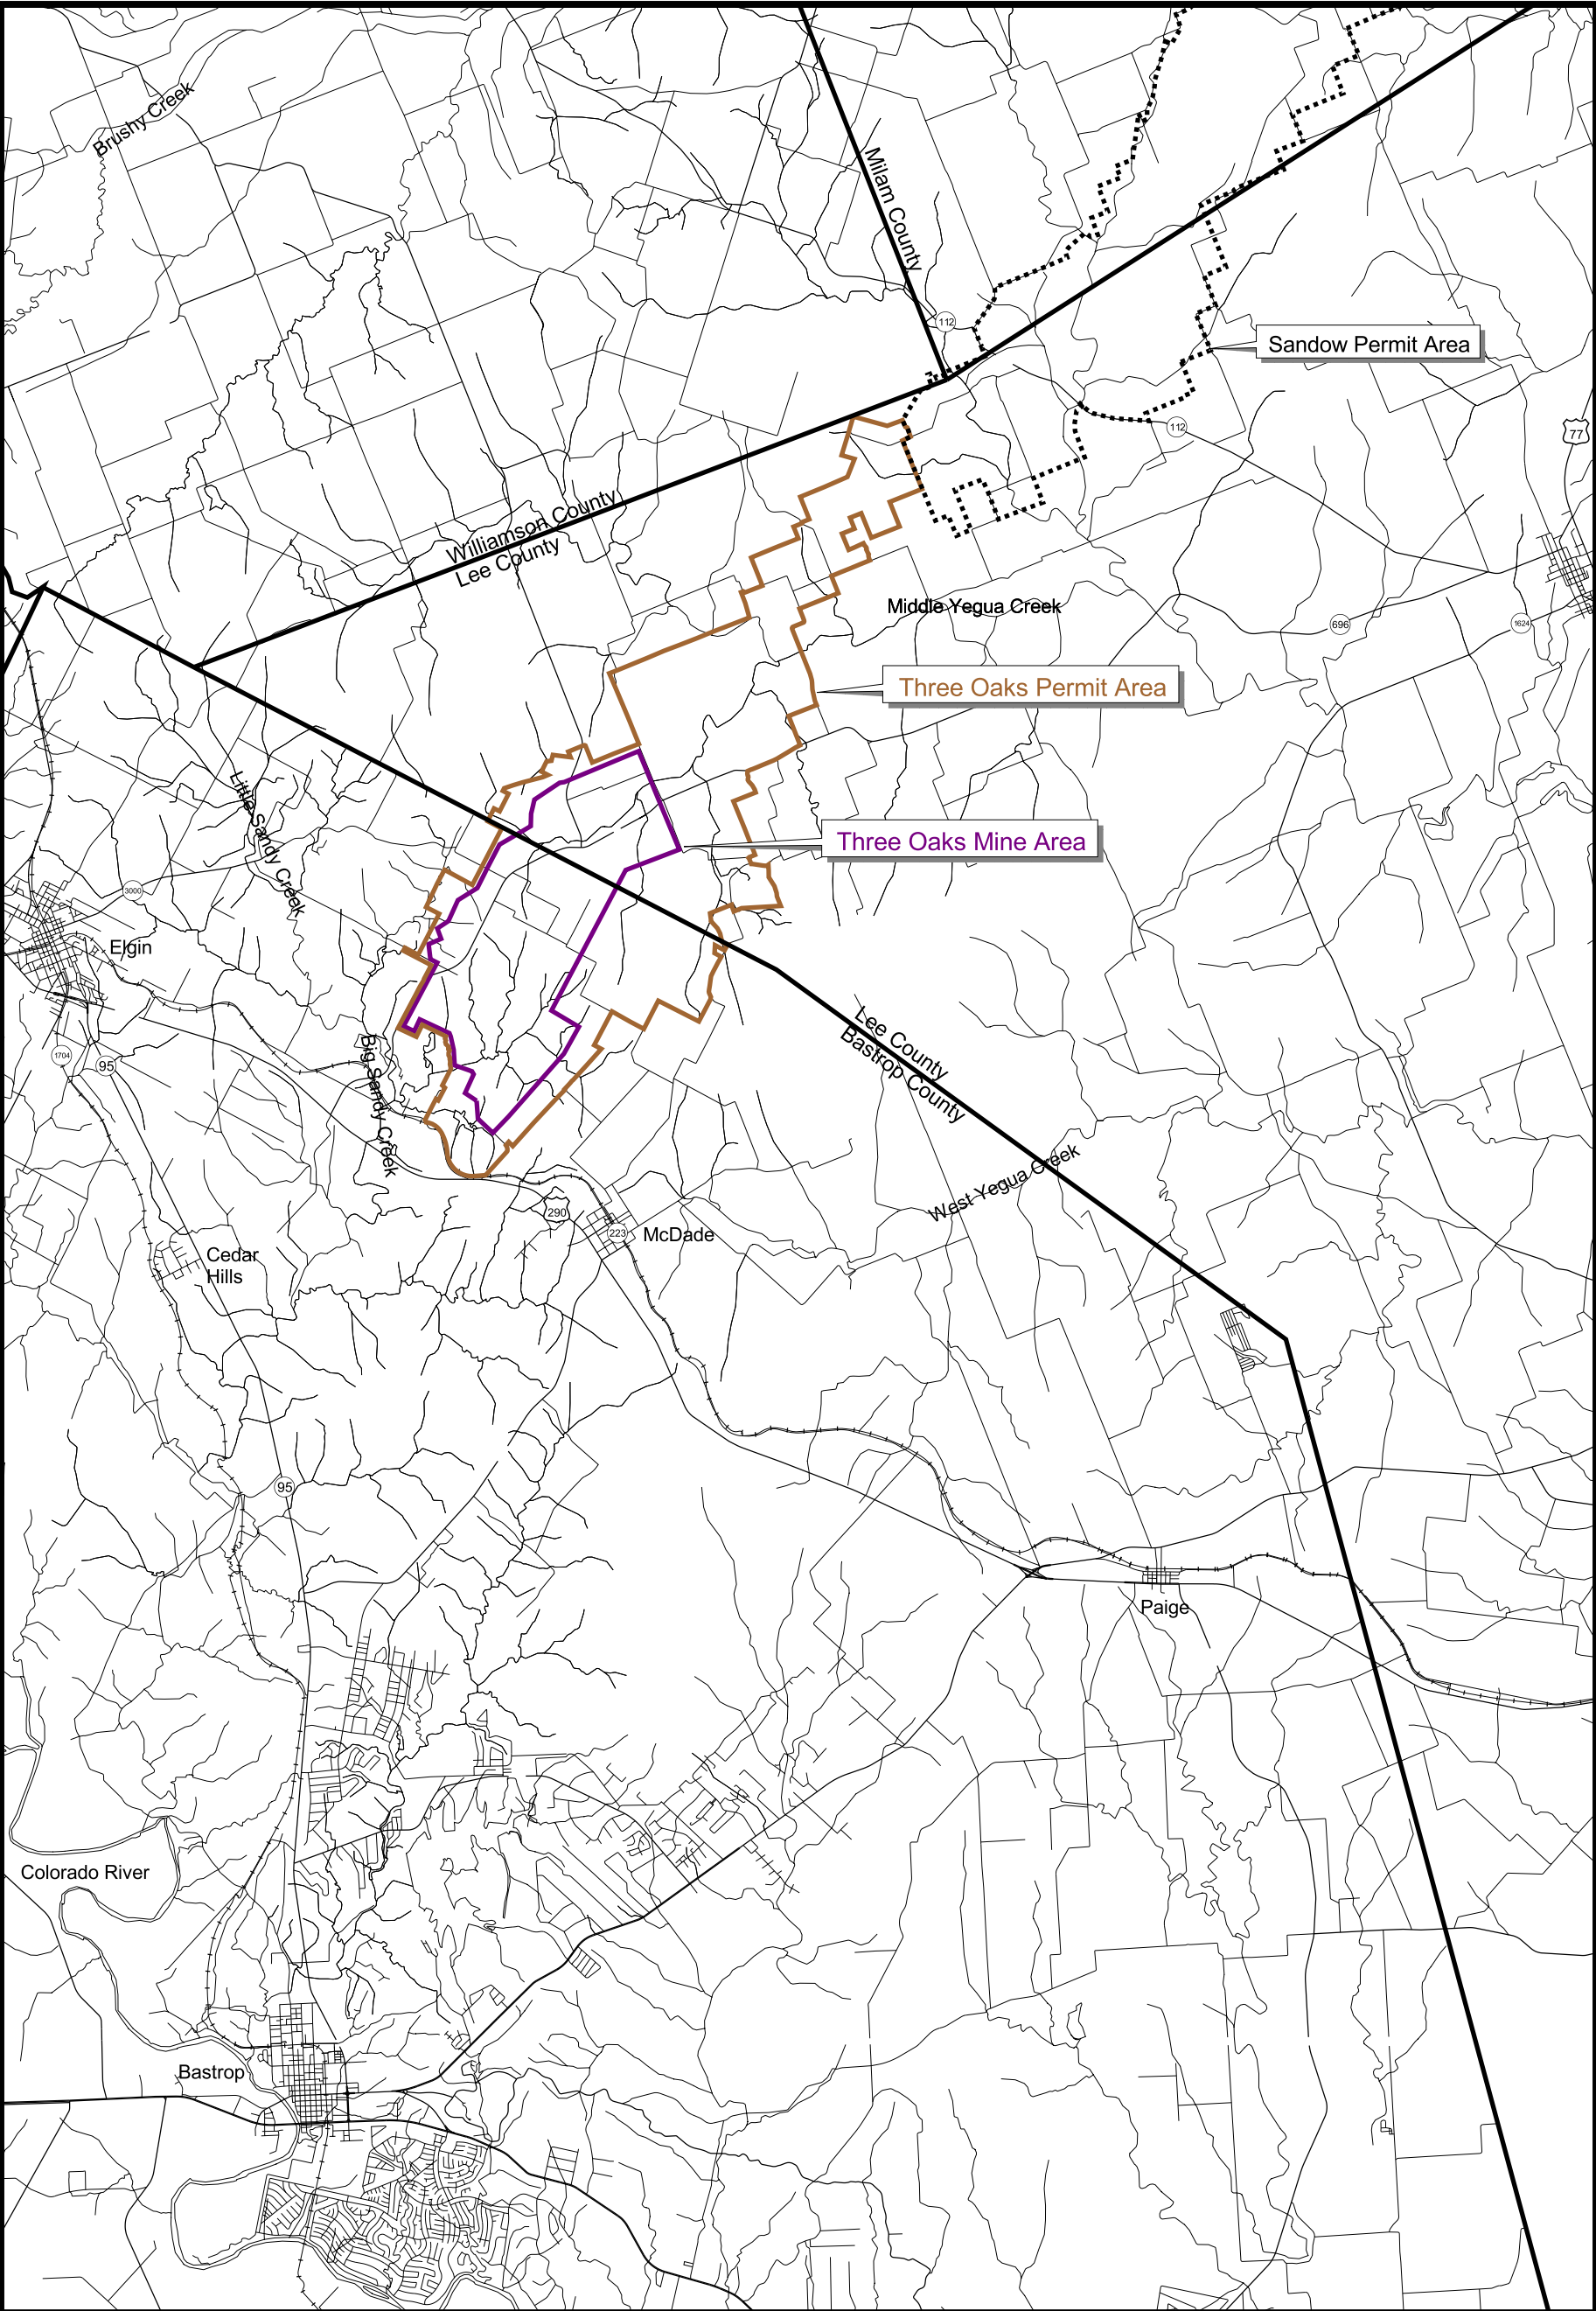 Brushy Creek
Milam County
112
Sandow Permit Area
112
77
Williamson County
Lee County
Middle Yegua Creek
696
1624
Three Oaks Permit Area
Little Sandy Creek
Three Oaks Mine Area
3000
Elgin
Lee County
Bastrop County
1704
95
Big Sandy Creek
West Yegua Creek
290
223
McDade
Cedar
Hills
95
Paige
Colorado River
Bastrop